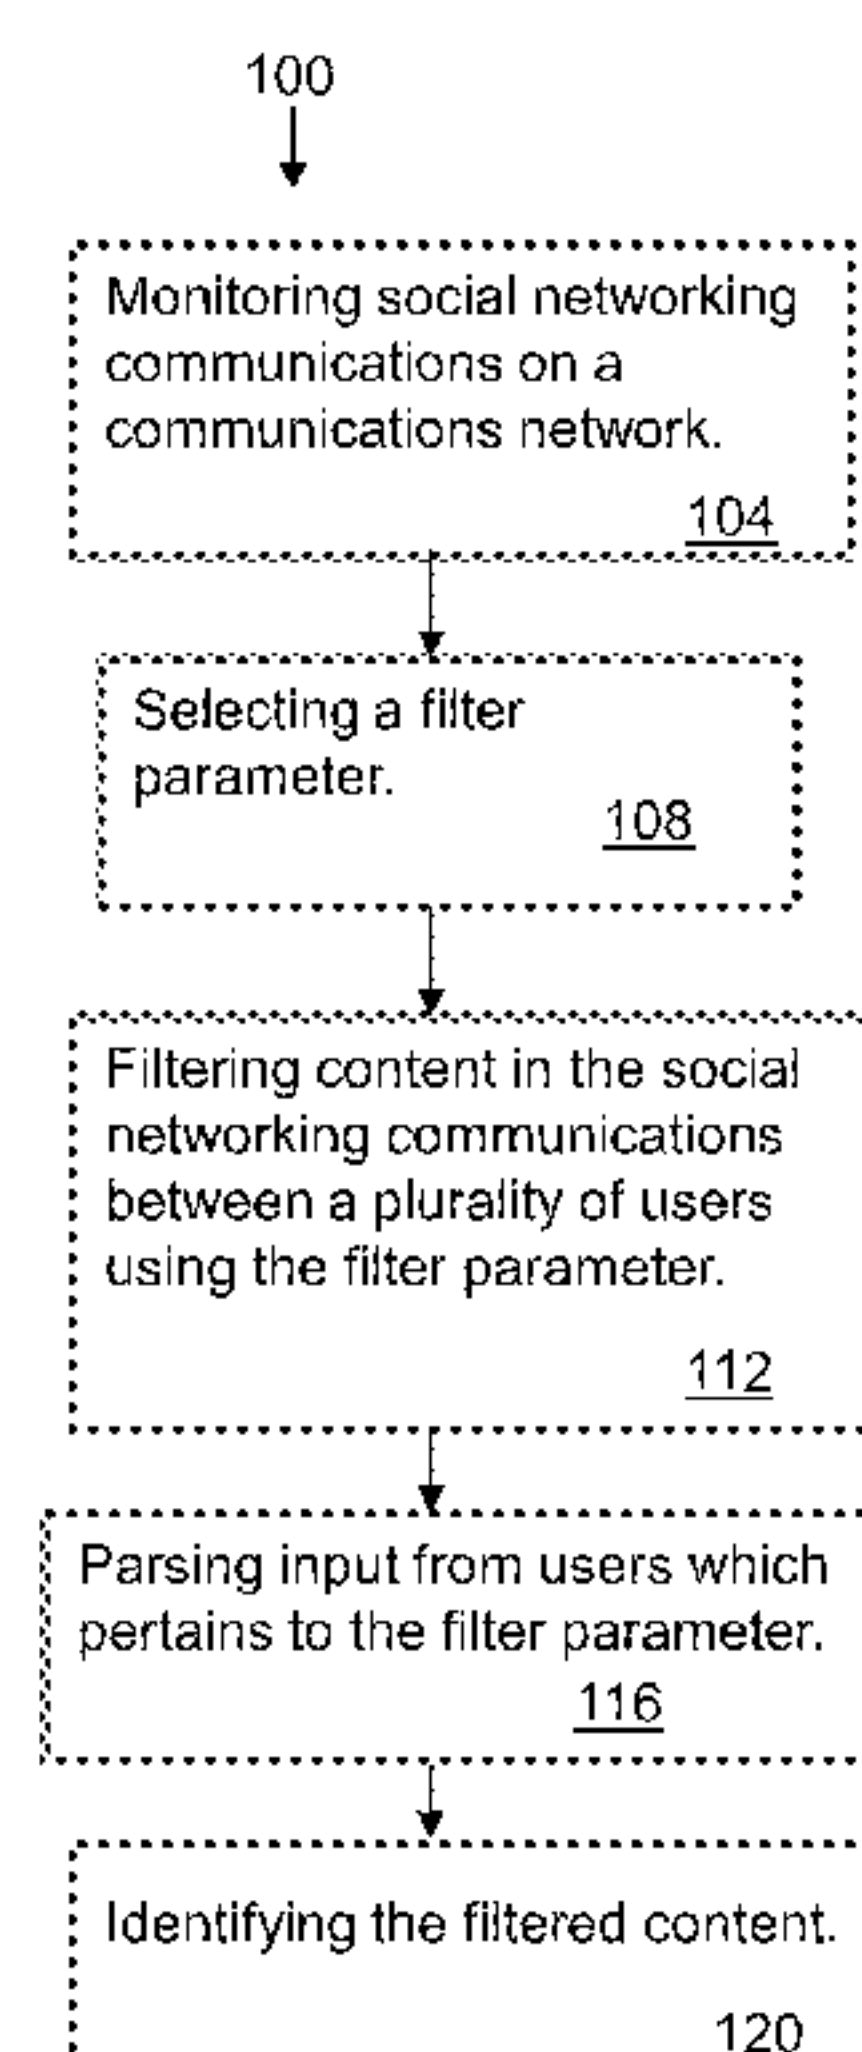 100
Monitoring social networking
communications on a
communications network.
104
Selecting a filter
parameter.
108
Filtering content in the social
networking communications
between a plurality of users
using the filter parameter.
112
Parsing input from users which
pertains to the filter parameter.
116
Identifying the filtered content.
120